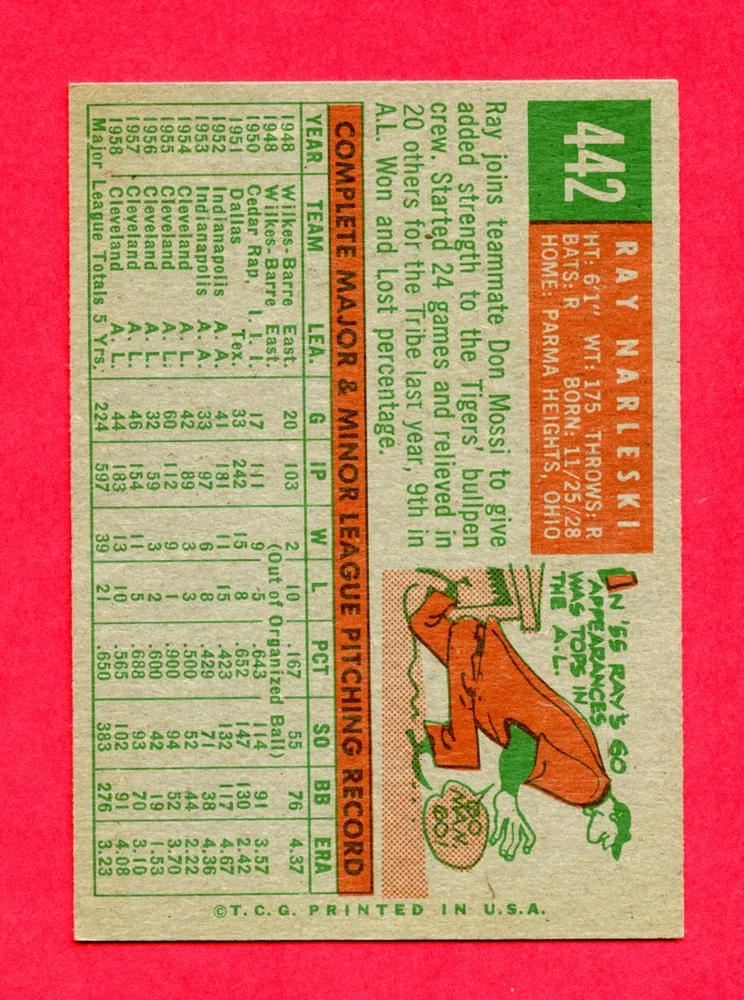 442
RAY NARLESKI
HT: 6'1" WT: 175 THROWS: R
BATS: R BORN: 11/25/28
HOME: PARMA HEIGHTS, OHIO
Ray joins teammate Don Mossi to give
added strength to the Tigers' bullpen
crew. Started 24 games and relieved in
20 others for the Tribe last year, 9th in
A.L. Won and Lost percentage.
IN '55 RAY'S 60
APPEARANCES
WAS TOPS IN
THE A.L.
GO
MAN
GO!
COMPLETE MAJOR & MINOR LEAGUE PITCHING RECORD
YEAR TEAM LEA. G IP W L PCT SO BB ERA
1948 Wilkes-Barre East. 20 103 2 10 .167 55 76 4.37
1948 Wilkes-Barre East. (Out of Organized Ball)
1950 Cedar Rap. I. I. I. 17 111 9 5 .643 114 91 3.57
1951 Dallas Tex. 33 242 15 8 .652 147 130 2.42
1952 Indianapolis A. A. 41 181 11 15 .423 132 117 4.67
1953 Indianapolis A. A. 33 97 6 8 .429 71 38 4.36
1954 Cleveland A. L. 42 89 3 3 .500 52 44 2.22
1955 Cleveland A. L. 60 112 9 1 .900 94 52 3.70
1956 Cleveland A. L. 32 59 3 2 .600 42 19 1.53
1957 Cleveland A. L. 46 154 11 5 .688 93 70 3.10
1958 Cleveland A. L. 44 183 13 10 .565 102 91 4.08
Major League Totals 5 Yrs. 224 597 39 21 .650 383 276 3.23
©T.C.G. PRINTED IN U.S.A.